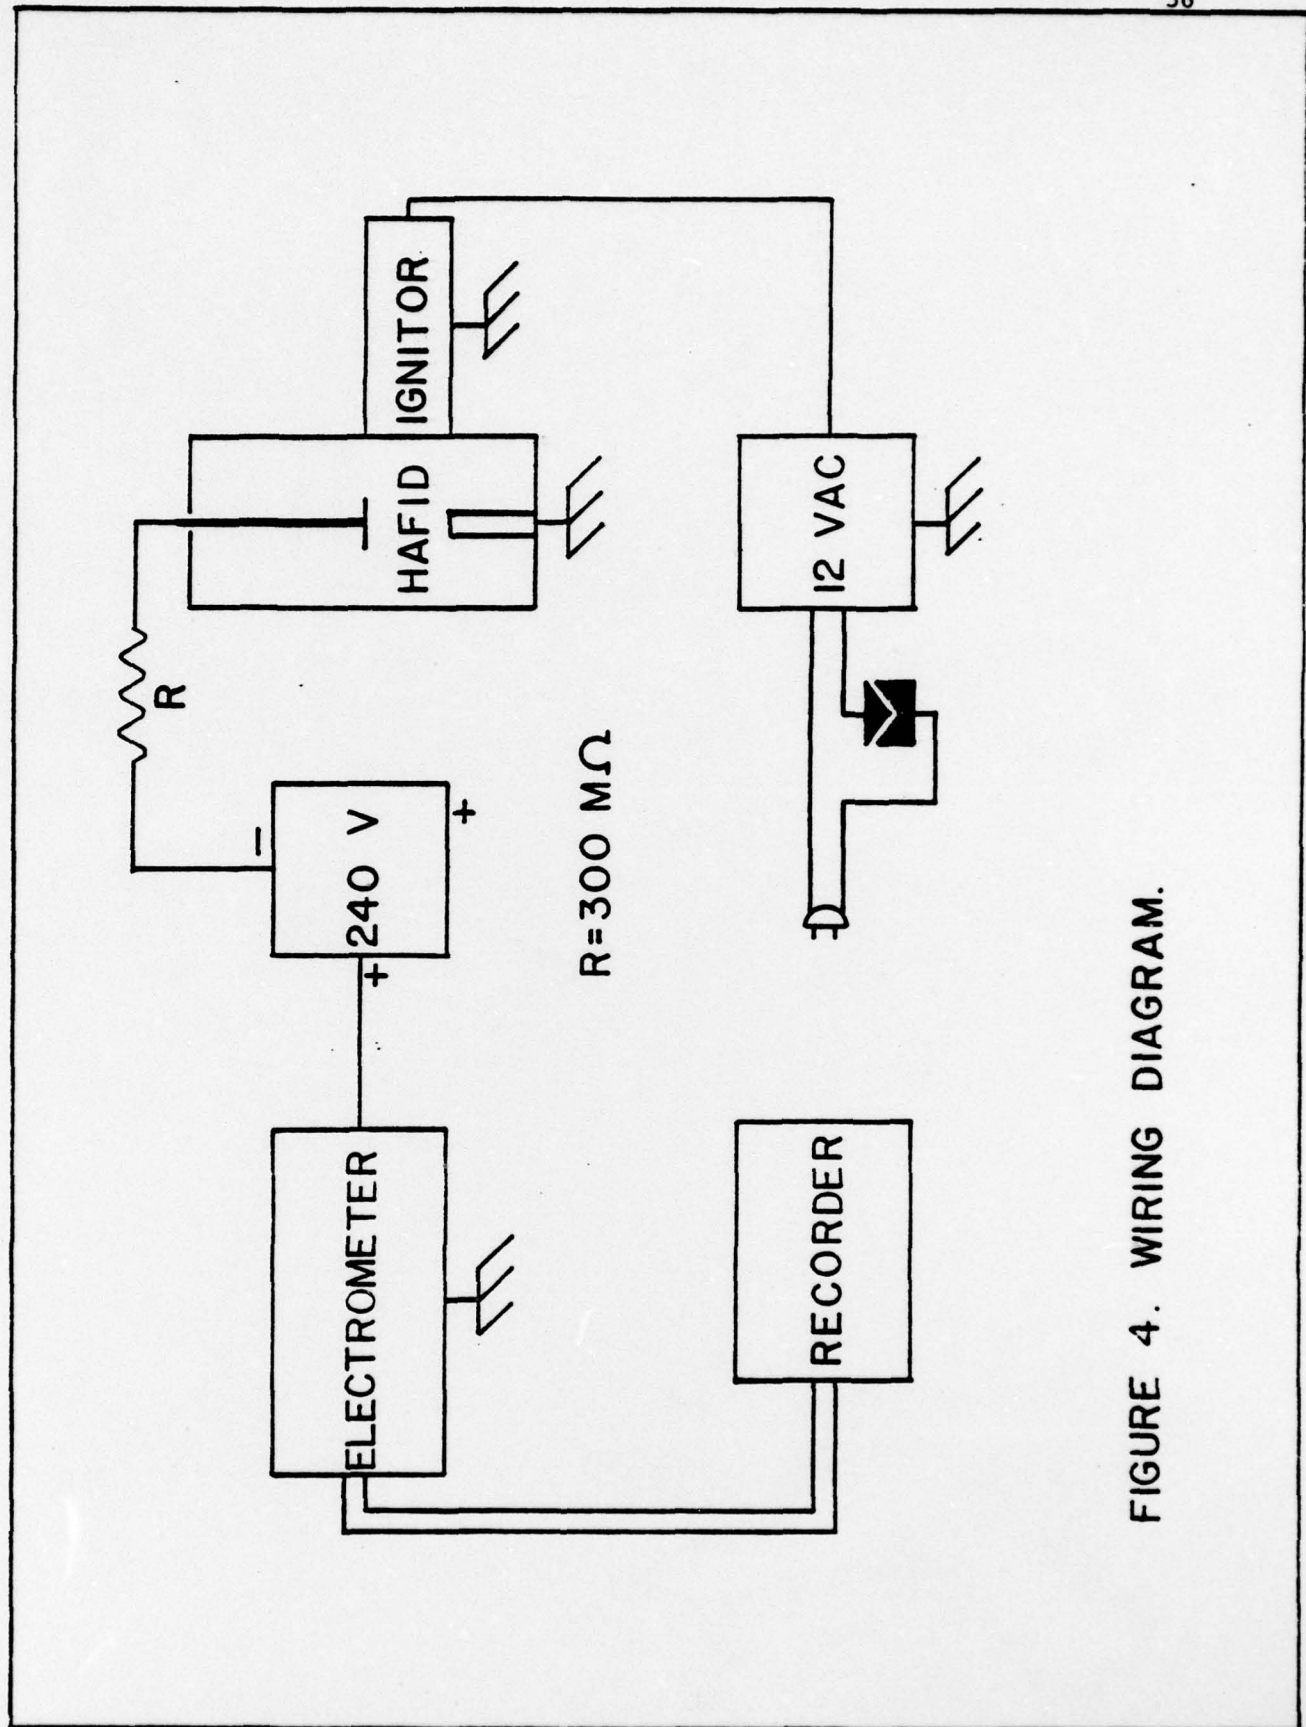 R
IGNITOR
HAFID
−
240 V
+
+
ELECTROMETER
R=300 MΩ
12 VAC
RECORDER
FIGURE 4. WIRING DIAGRAM.